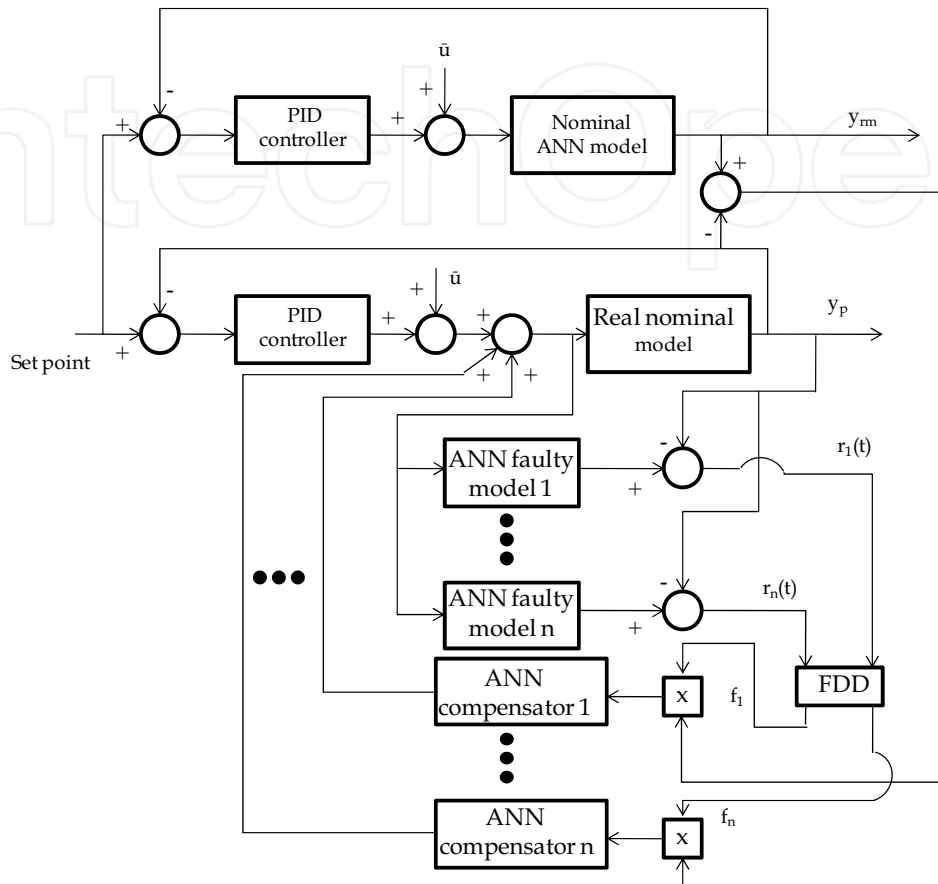 ntechOpe
ū
-
+
+
+
PID
controller
Nominal
ANN model
y_rm
+
-
-
+
ū
+
+
PID
controller
Real nominal
model
y_p
+
Set point
+
+
-
r_1(t)
ANN faulty
model 1
+
-
r_n(t)
ANN faulty
model n
+
ANN
compensator 1
x
f_1
FDD
ANN
compensator n
x
f_n